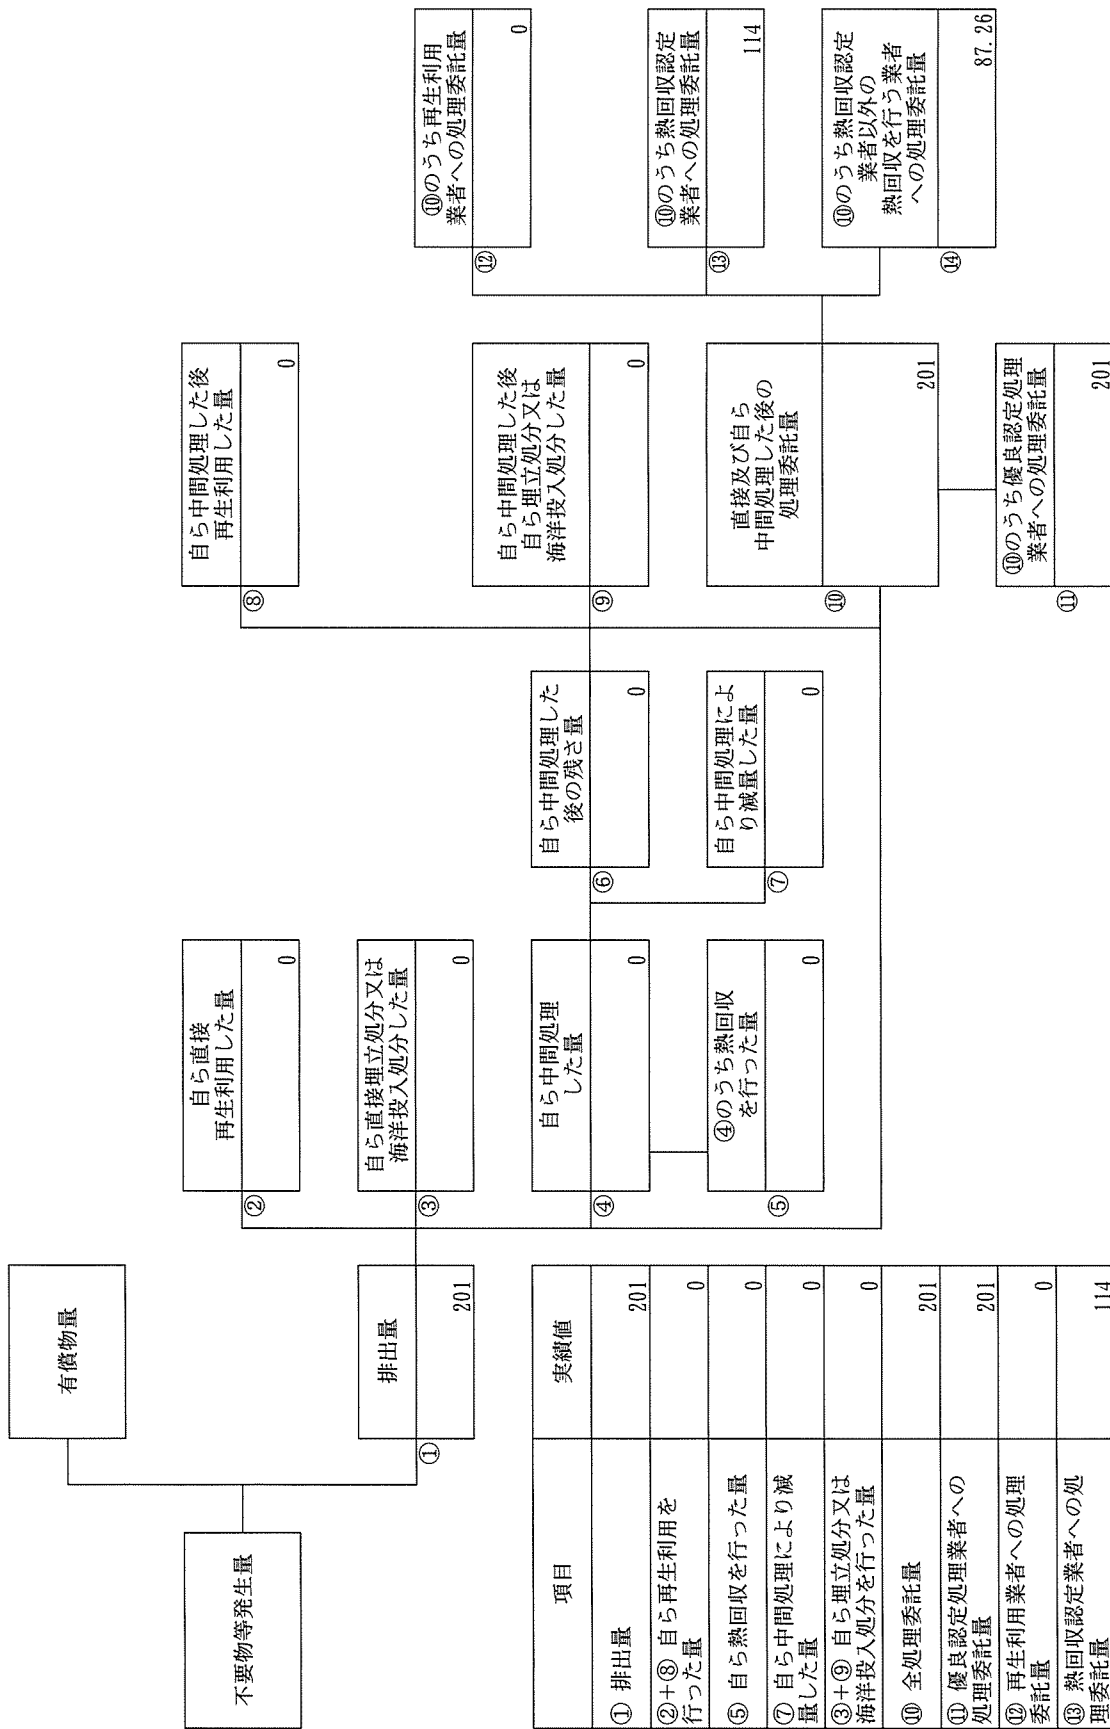 不要物等発生量
有償物量
①
排出量
201
②
自ら直接
再生利用した量
0
③
自ら直接埋立処分又は
海洋投入処分した量
0
④
自ら中間処理
した量
0
⑤
④のうち熱回収
を行った量
0
⑥
自ら中間処理した
後の残さ量
0
⑦
自ら中間処理によ
り減量した量
0
⑧
自ら中間処理した後
再生利用した量
0
⑨
自ら中間処理した後
自ら埋立処分又は
海洋投入処分した量
0
⑩
直接及び自ら
中間処理した後の
処理委託量
201
⑪
⑩のうち優良認定処理
業者への処理委託量
201
⑫
⑩のうち再生利用
業者への処理委託量
0
⑬
⑩のうち熱回収認定
業者への処理委託量
114
⑭
⑩のうち熱回収認定
業者以外の
熱回収を行う業者
への処理委託量
87.26
項目 実績値
① 排出量 201
②+⑧ 自ら再生利用を
行った量 0
⑤ 自ら熱回収を行った量 0
⑦ 自ら中間処理により減
量した量 0
③+⑨ 自ら埋立処分又は
海洋投入処分を行った量 0
⑩ 全処理委託量 201
⑪ 優良認定処理業者への
処理委託量 201
⑫ 再生利用業者への処理
委託量 0
⑬ 熱回収認定業者への処
理委託量 114